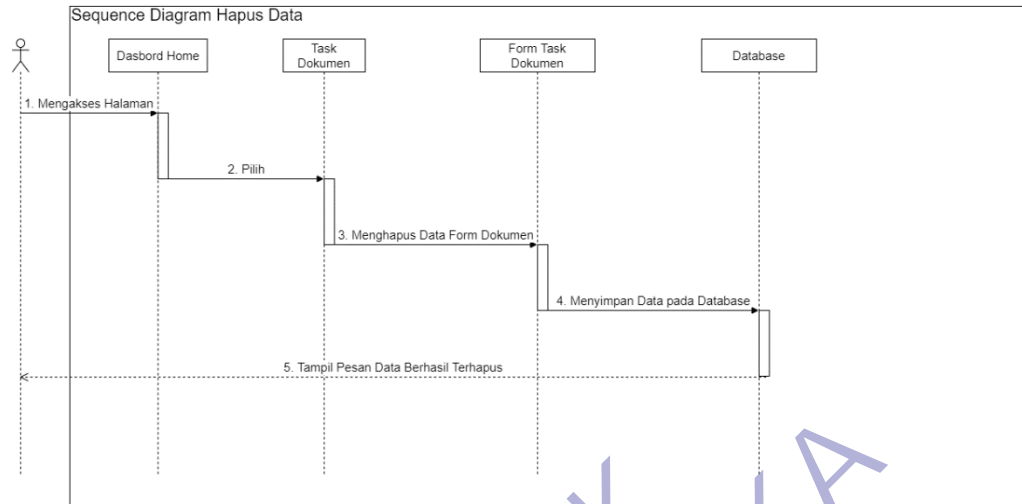 Sequence Diagram Hapus Data
Dasbord Home
Task
Dokumen
Form Task
Dokumen
Database
1. Mengakses Halaman
2. Pilih
3. Menghapus Data Form Dokumen
4. Menyimpan Data pada Database
5. Tampil Pesan Data Berhasil Terhapus